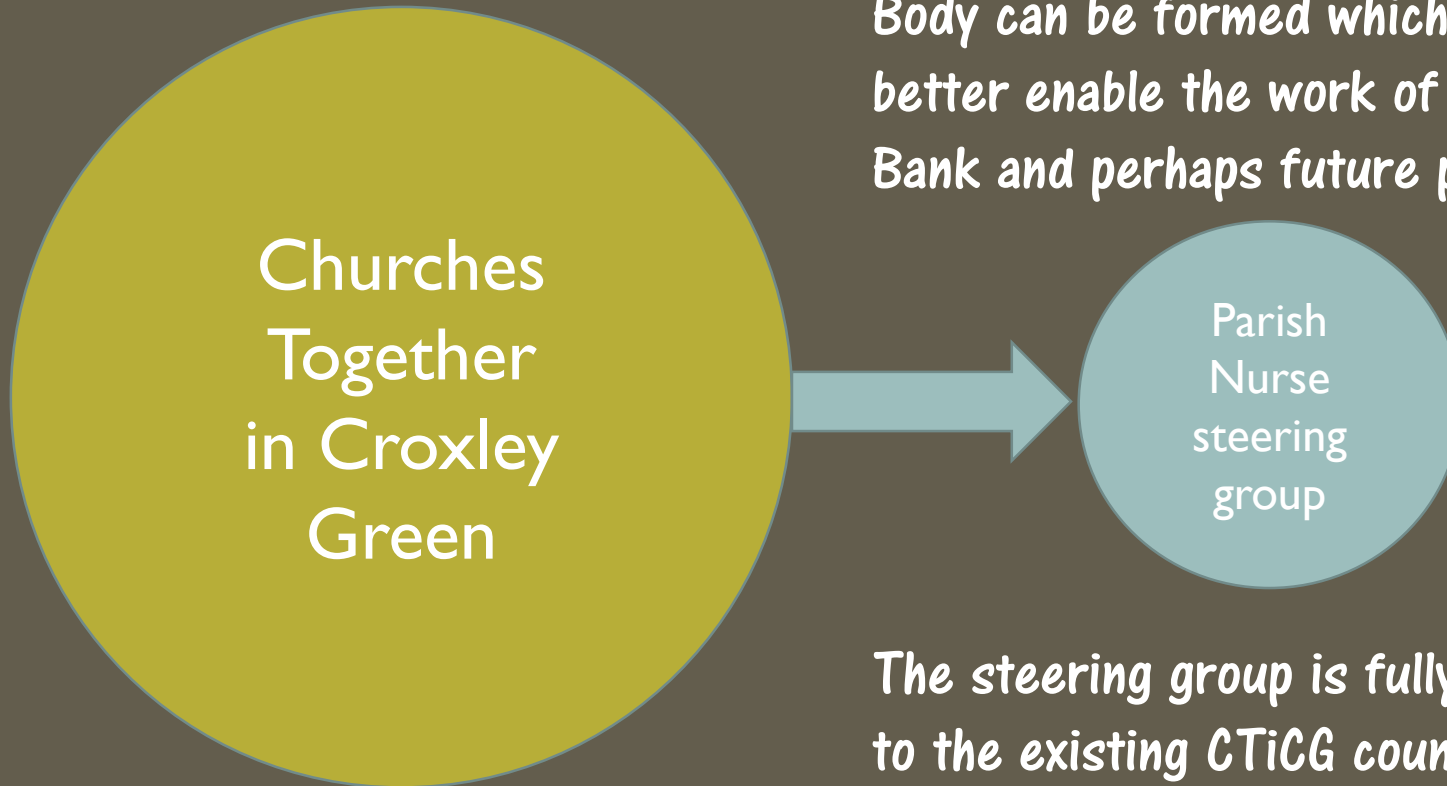 Churches
Together
in Croxley
Green
Body can be formed which
better enable the work of
Bank and perhaps future
Parish
Nurse
steering
group
The steering group is fully
to the existing CTiCG